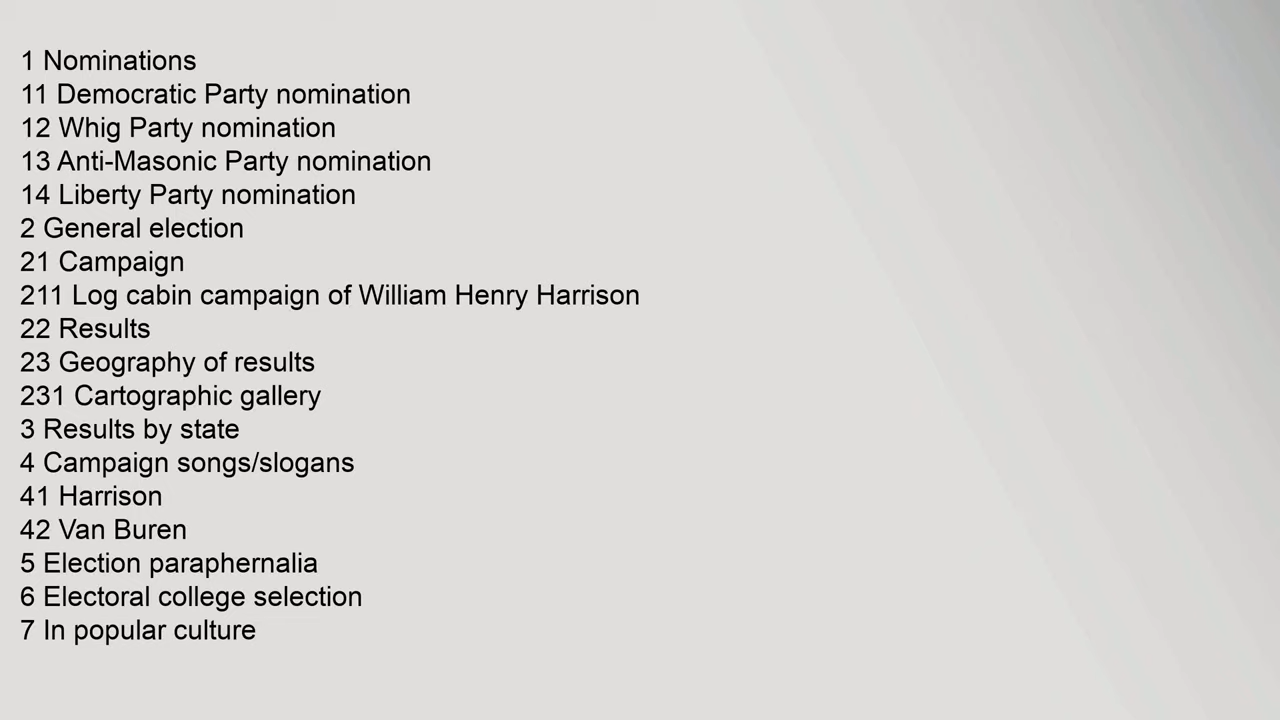 1 Nominations
11 Democratic Party nomination
12 Whig Party nomination
13 Anti-Masonic Party nomination
14 Liberty Party nomination
2 General election
21 Campaign
211 Log cabin campaign of William Henry Harrison
22 Results
23 Geography of results
231 Cartographic gallery
3 Results by state
4 Campaign songs/slogans
41 Harrison
42 Van Buren
5 Election paraphernalia
6 Electoral college selection
7 In popular culture